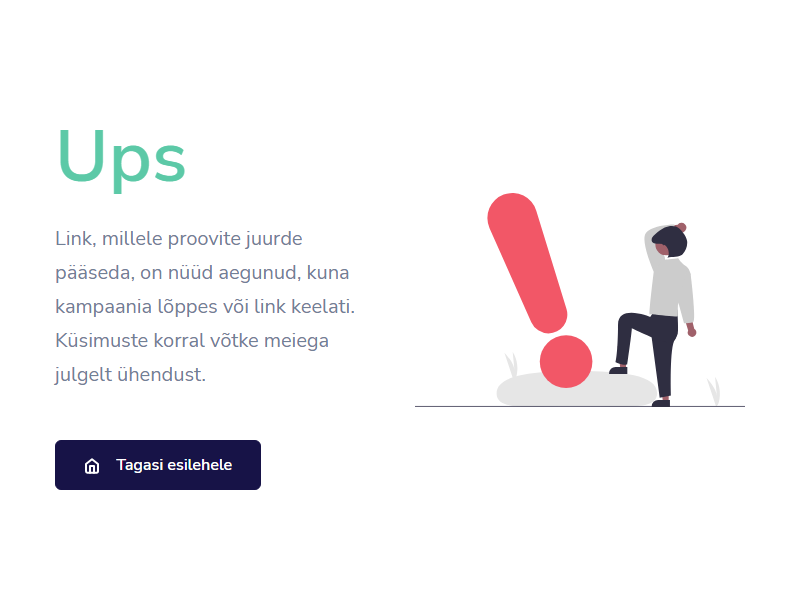 Ups
Link, millele proovite juurde
pääseda, on nüüd aegunud, kuna
kampaania lõppes või link keelati.
Küsimuste korral võtke meiega
julgelt ühendust.
Tagasi esilehele